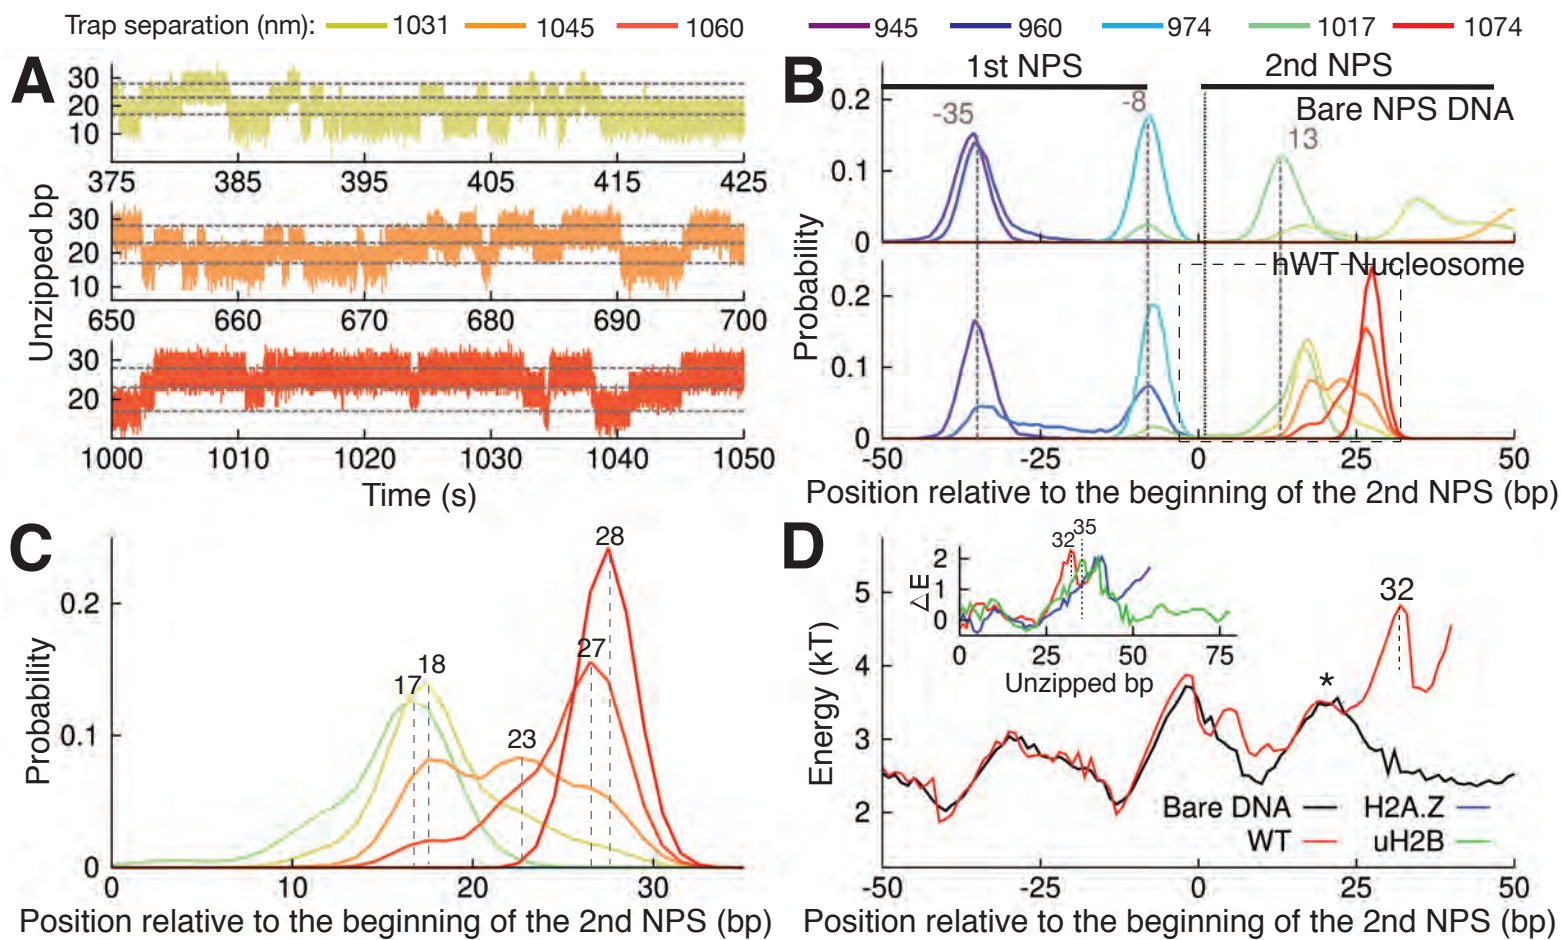 Trap separation (nm): 1031 1045 1060 945 960 974 1017 1074
A
Unzipped bp
30
20
10
375 385 395 405 415 425
30
20
10
650 660 670 680 690 700
30
20
1000 1010 1020 1030 1040 1050
Time (s)
B
1st NPS 2nd NPS
Bare NPS DNA
-35 -8 13
Probability
0.2
0.1
0
hWT Nucleosome
0.2
0.1
0
-50 -25 0 25 50
Position relative to the beginning of the 2nd NPS (bp)
C
Probability
0.2
0.1
0
17 18 23 27 28
0 10 20 30
Position relative to the beginning of the 2nd NPS (bp)
D
Energy (kT)
5
4
3
2
ΔE
2
1
0
32 35
0 25 50 75
Unzipped bp
32
*
Bare DNA H2A.Z
WT uH2B
-50 -25 0 25 50
Position relative to the beginning of the 2nd NPS (bp)